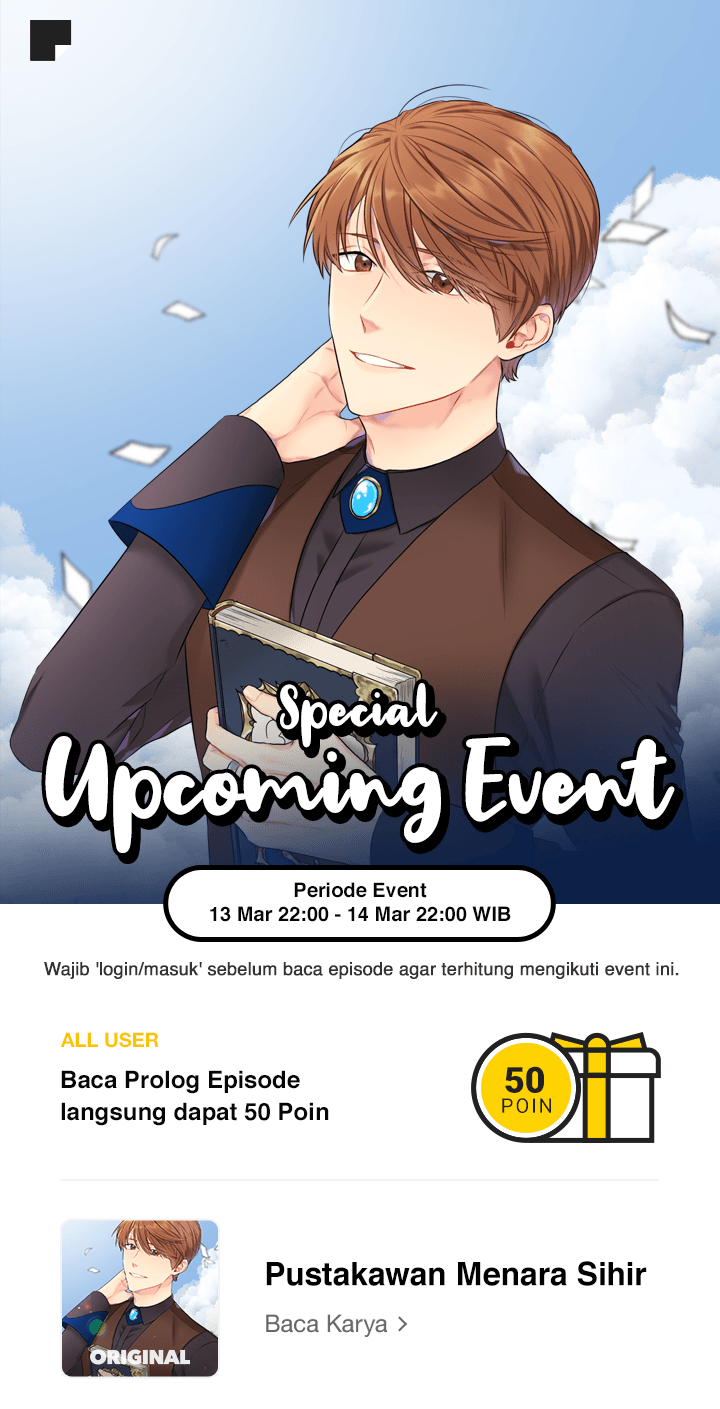 Special
Upcoming Event
Periode Event
13 Mar 22:00 - 14 Mar 22:00 WIB
Wajib 'login/masuk' sebelum baca episode agar terhitung mengikuti event ini.
ALL USER
Baca Prolog Episode
langsung dapat 50 Poin
50
POIN
ORIGINAL
Pustakawan Menara Sihir
Baca Karya >